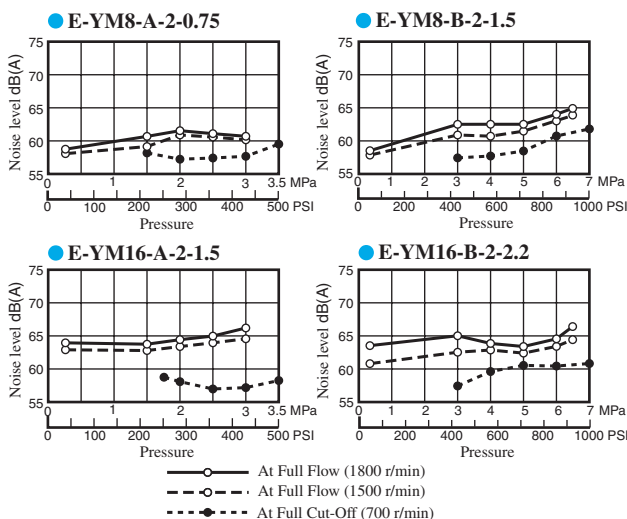 E-YM8-A-2-0.75
Noise level dB(A)
75
70
65
60
55
0 1 2 3 3.5 MPa
0 100 200 300 400 500 PSI
Pressure
E-YM8-B-2-1.5
Noise level dB(A)
75
70
65
60
55
0 1 2 2 3 4 5 6 7 MPa
0 200 400 600 800 1000 PSI
Pressure
E-YM16-A-2-1.5
Noise level dB(A)
75
70
65
60
55
0 1 2 3 3.5 MPa
0 100 200 300 400 500 PSI
Pressure
E-YM16-B-2-2.2
Noise level dB(A)
75
70
65
60
55
0 1 2 3 4 5 6 7 MPa
0 200 400 600 800 1000 PSI
Pressure
At Full Flow (1800 r/min)
At Full Flow (1500 r/min)
At Full Cut-Off (700 r/min)